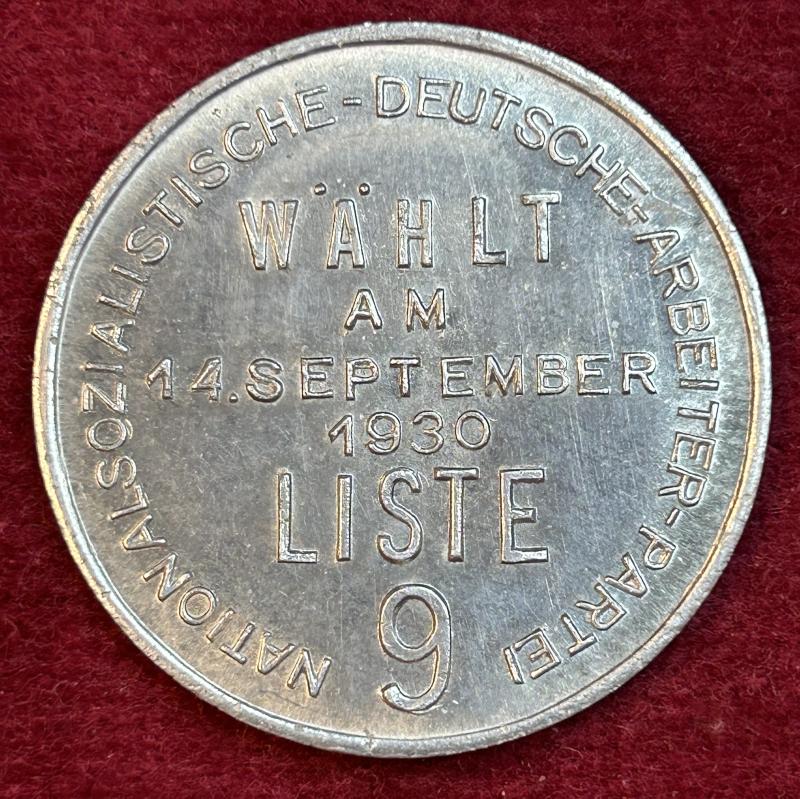 NATIONALSOZIALISTISCHE-DEUTSCHE-ARBEITER-PARTEI
WÄHLT
AM
14.SEPTEMBER
1930
LISTE
9